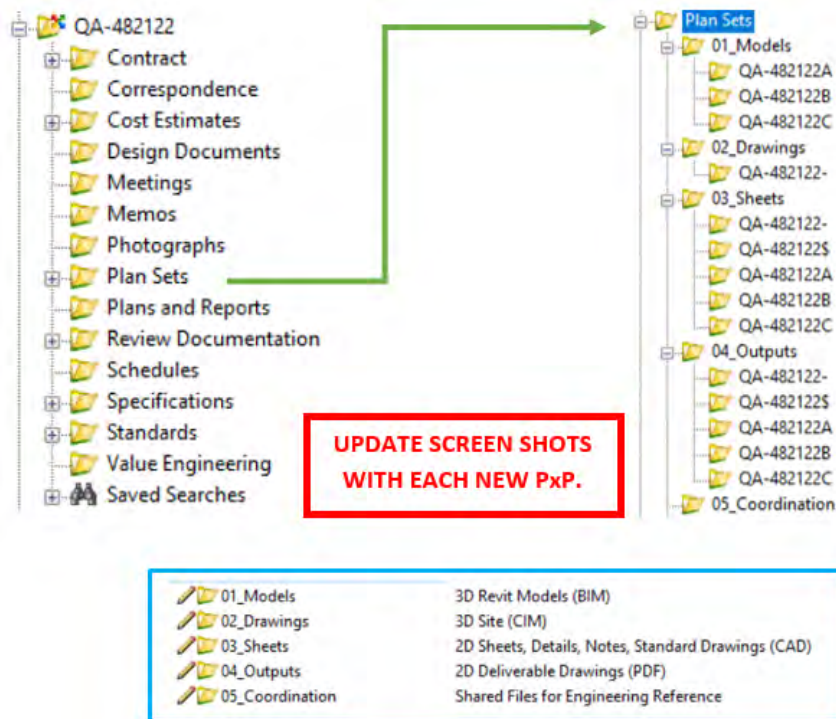 QA-482122
Contract
Correspondence
Cost Estimates
Design Documents
Meetings
Memos
Photographs
Plan Sets
Plans and Reports
Review Documentation
Schedules
Specifications
Standards
Value Engineering
Saved Searches
Plan Sets
01_Models
QA-482122A
QA-482122B
QA-482122C
02_Drawings
QA-482122-
03_Sheets
QA-482122-
QA-482122$
QA-482122A
QA-482122B
QA-482122C
04_Outputs
QA-482122-
QA-482122$
QA-482122A
QA-482122B
QA-482122C
05_Coordination
UPDATE SCREEN SHOTS
WITH EACH NEW PxP.
01_Models 3D Revit Models (BIM)
02_Drawings 3D Site (CIM)
03_Sheets 2D Sheets, Details, Notes, Standard Drawings (CAD)
04_Outputs 2D Deliverable Drawings (PDF)
05_Coordination Shared Files for Engineering Reference